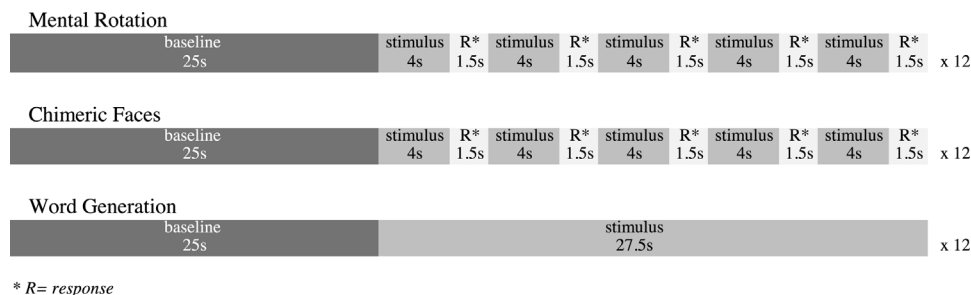 Mental Rotation
baseline stimulus R* stimulus R* stimulus R* stimulus R* stimulus R*
25s 4s 1.5s 4s 1.5s 4s 1.5s 4s 1.5s 4s 1.5s x 12
Chimeric Faces
baseline stimulus R* stimulus R* stimulus R* stimulus R* stimulus R*
25s 4s 1.5s 4s 1.5s 4s 1.5s 4s 1.5s 4s 1.5s x 12
Word Generation
baseline stimulus
25s 27.5s x 12
* R= response